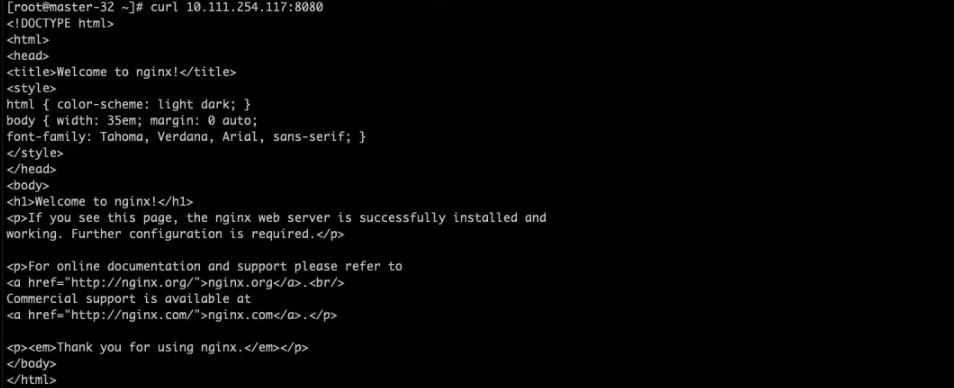 [root@master-32 ~]# curl 10.111.254.117:8080
<!DOCTYPE html>
<html>
<head>
<title>Welcome to nginx!</title>
<style>
html { color-scheme: light dark; }
body { width: 35em; margin: 0 auto;
font-family: Tahoma, Verdana, Arial, sans-serif; }
</style>
</head>
<body>
<h1>Welcome to nginx!</h1>
<p>If you see this page, the nginx web server is successfully installed and
working. Further configuration is required.</p>

<p>For online documentation and support please refer to
<a href="http://nginx.org/">nginx.org</a>.<br/>
Commercial support is available at
<a href="http://nginx.com/">nginx.com</a>.</p>

<p><em>Thank you for using nginx.</em></p>
</body>
</html>